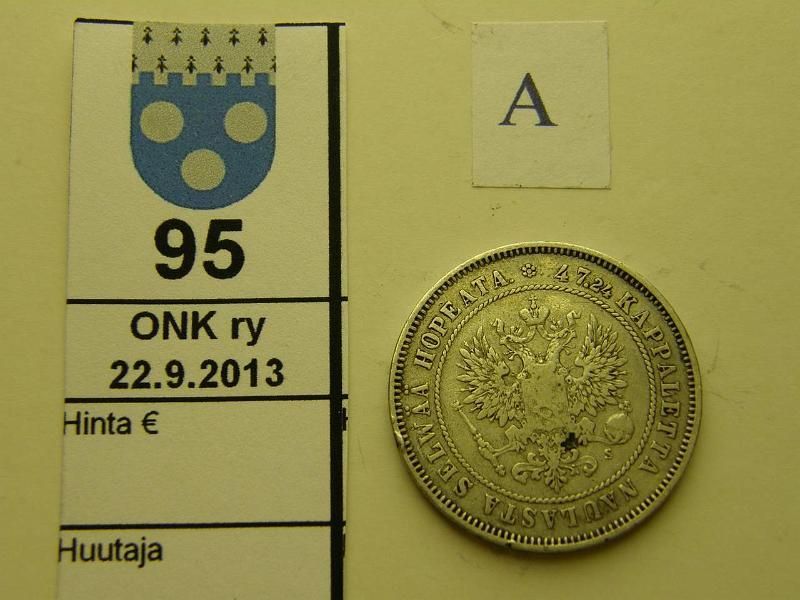 95
ONK ry
22.9.2013
Hinta €
Huutaja
A
47.24 KAPPALETTA NAULASTA SELWÄÄ HOPEATA.
S